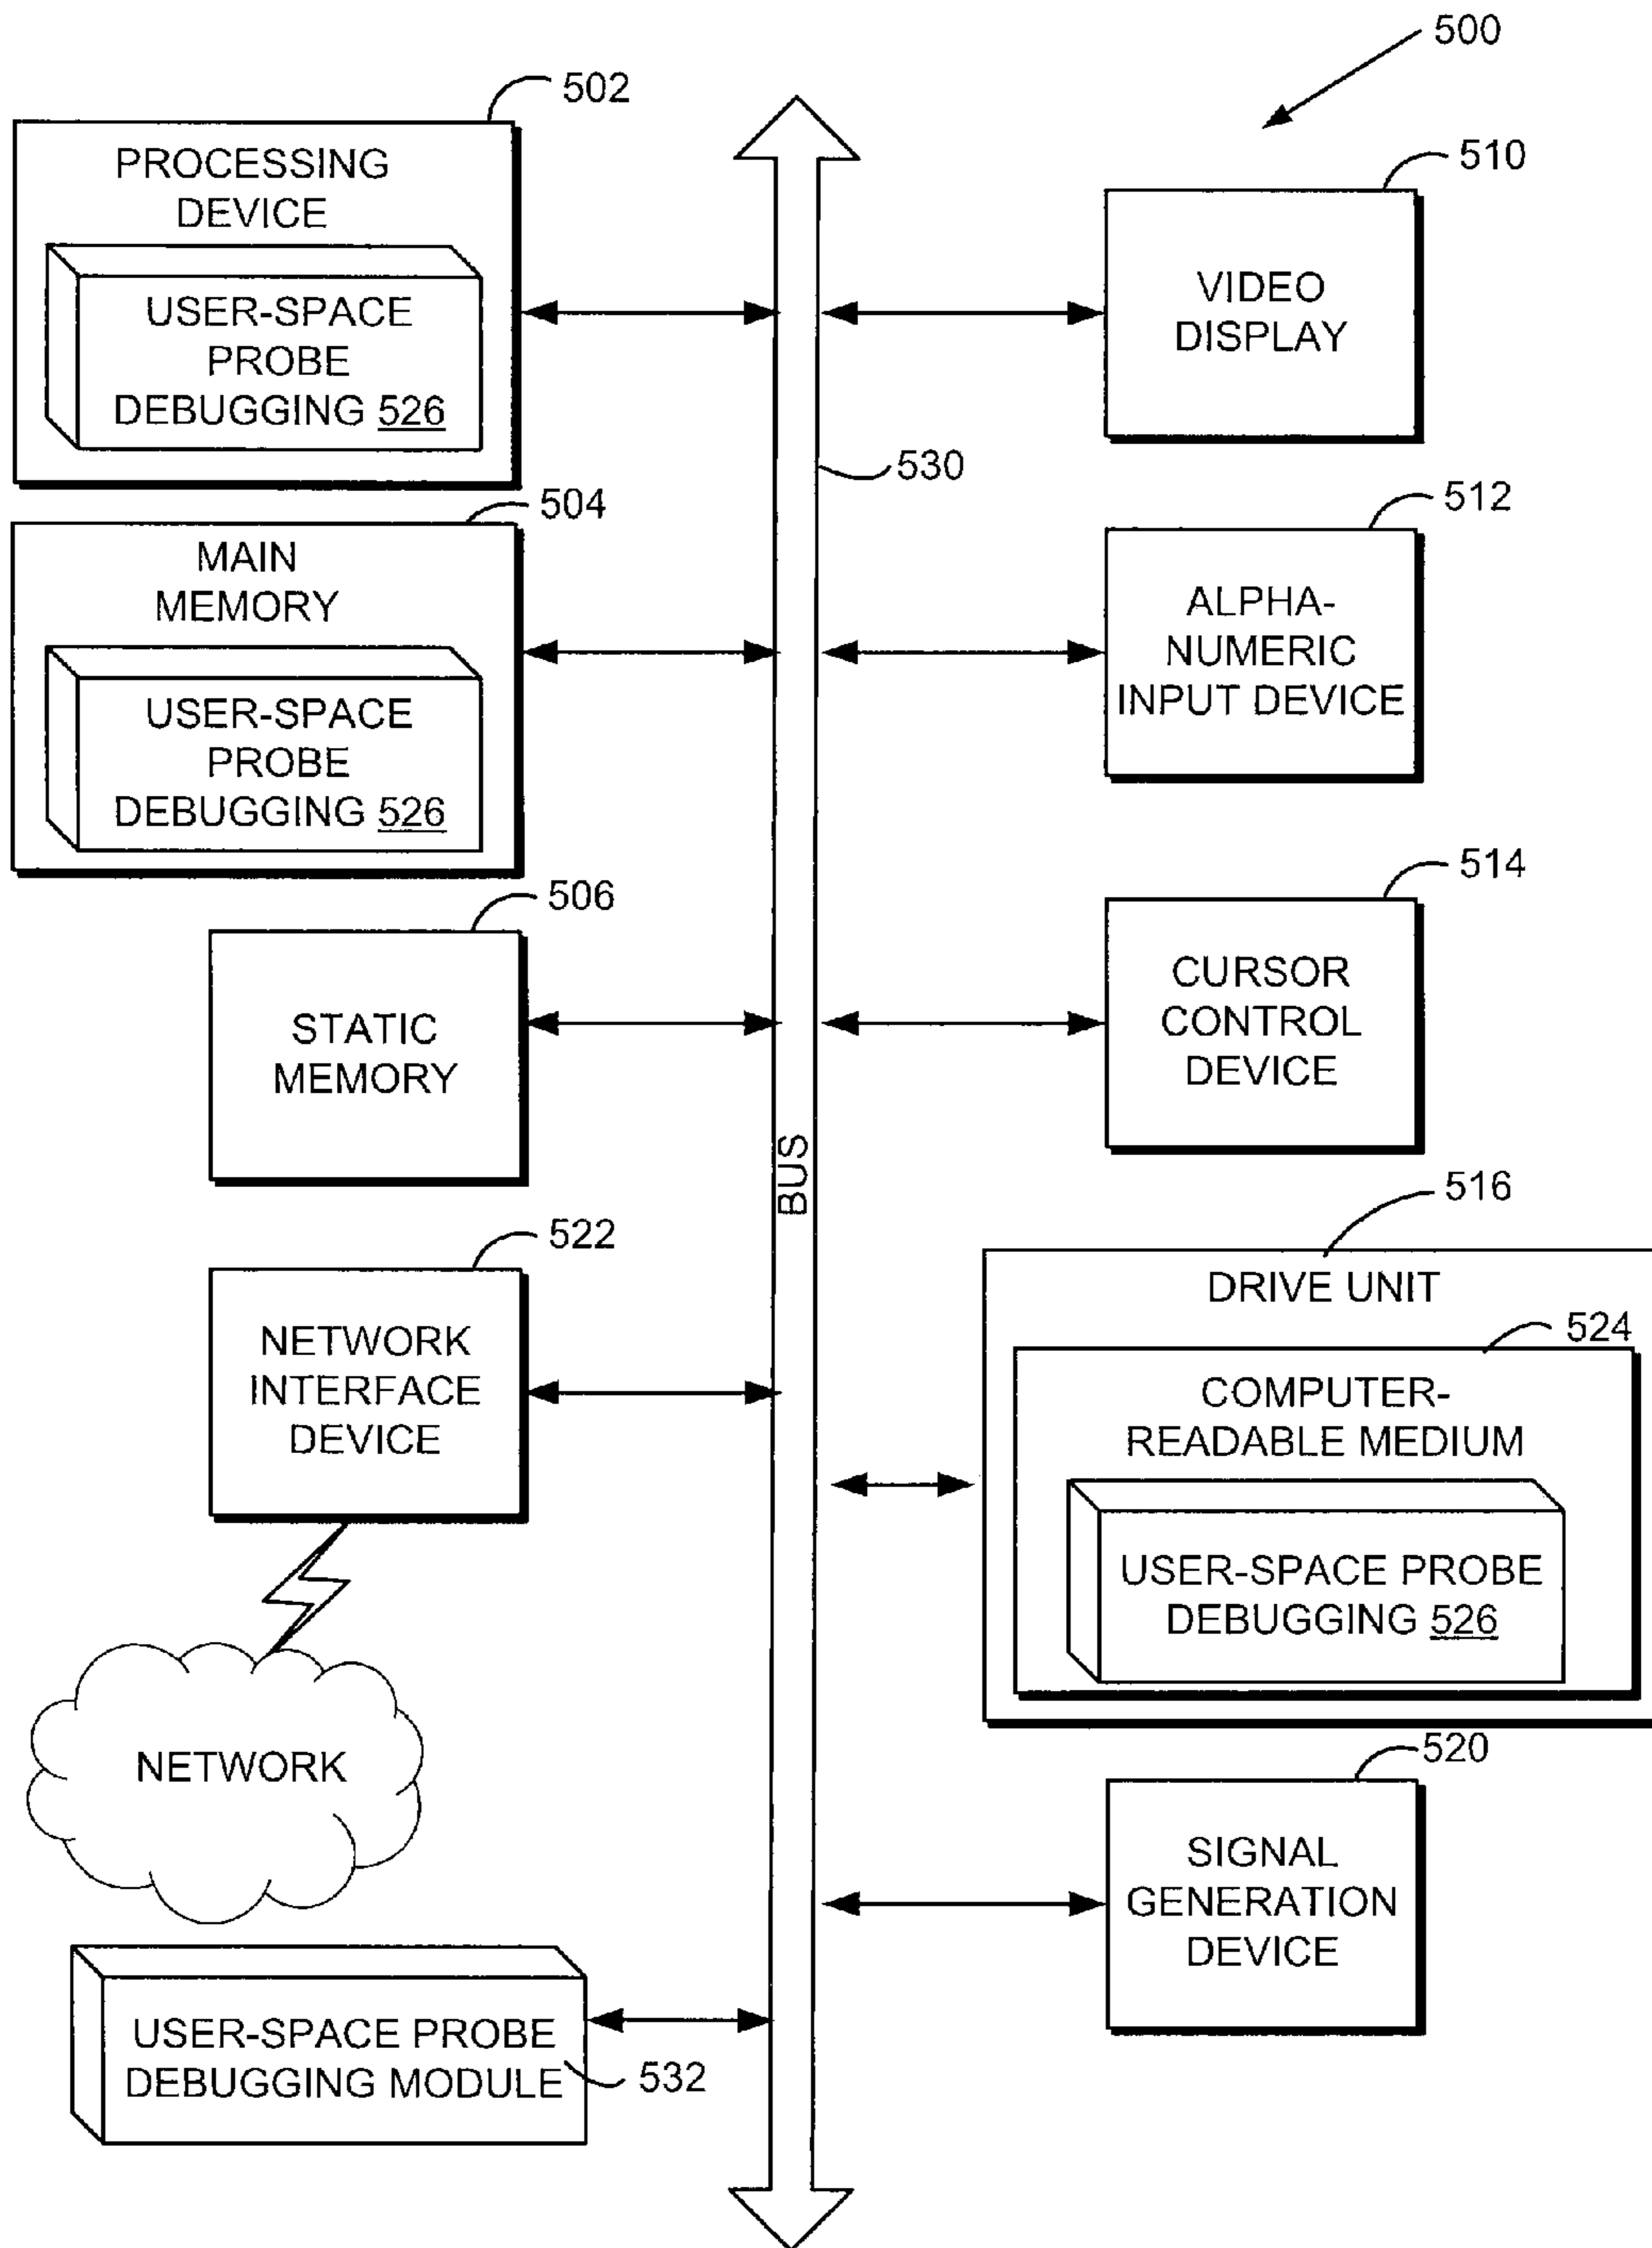 500
502
PROCESSING
DEVICE
USER-SPACE
PROBE
DEBUGGING 526
504
MAIN
MEMORY
USER-SPACE
PROBE
DEBUGGING 526
506
STATIC
MEMORY
522
NETWORK
INTERFACE
DEVICE
NETWORK
USER-SPACE PROBE
DEBUGGING MODULE
532
BUS
530
510
VIDEO
DISPLAY
512
ALPHA-
NUMERIC
INPUT DEVICE
514
CURSOR
CONTROL
DEVICE
516
DRIVE UNIT
524
COMPUTER-
READABLE MEDIUM
USER-SPACE PROBE
DEBUGGING 526
520
SIGNAL
GENERATION
DEVICE